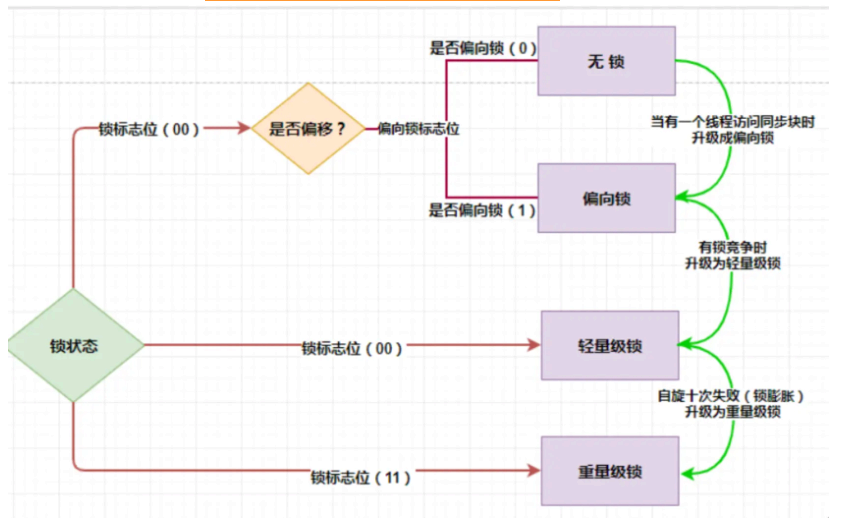 是否偏向锁（0）
无 锁
锁标志位（00）
是否偏移？
偏向锁标志位
当有一个线程访问同步块时
升级成偏向锁
是否偏向锁（1）
偏向锁
有锁竞争时
升级为轻量级锁
锁状态
锁标志位（00）
轻量级锁
自旋十次失败（锁膨胀）
升级为重量级锁
锁标志位（11）
重量级锁